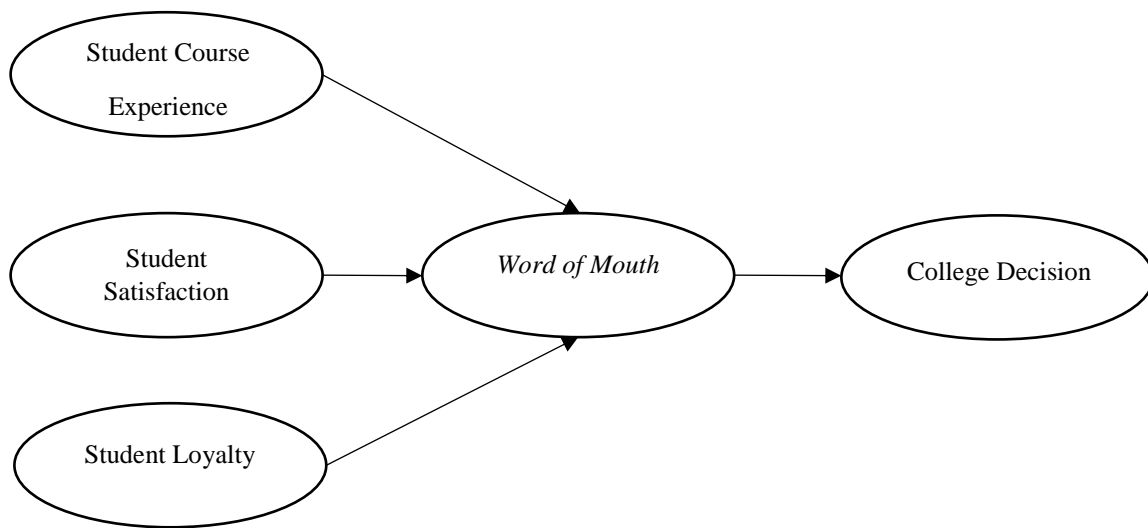 Student Course
Experience
Student
Satisfaction
Word of Mouth
College Decision
Student Loyalty